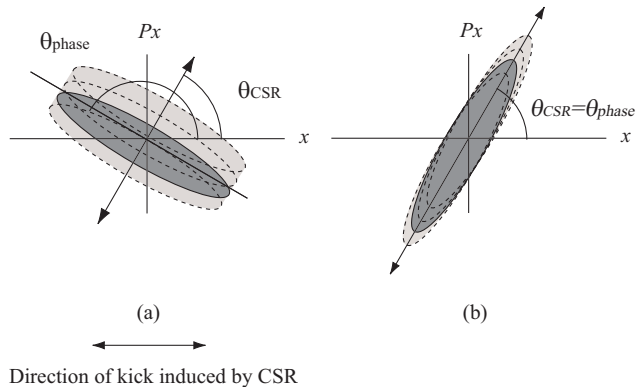 θphase
Px
θCSR
x
(a)
Px
θCSR=θphase
x
(b)
Direction of kick induced by CSR